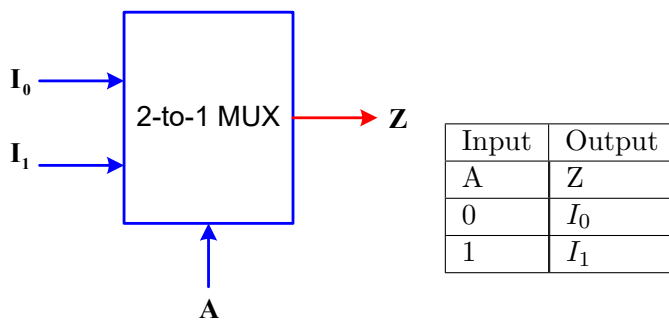 I₀
I₁
2-to-1 MUX
Z
A
Input Output
A Z
0 I₀
1 I₁